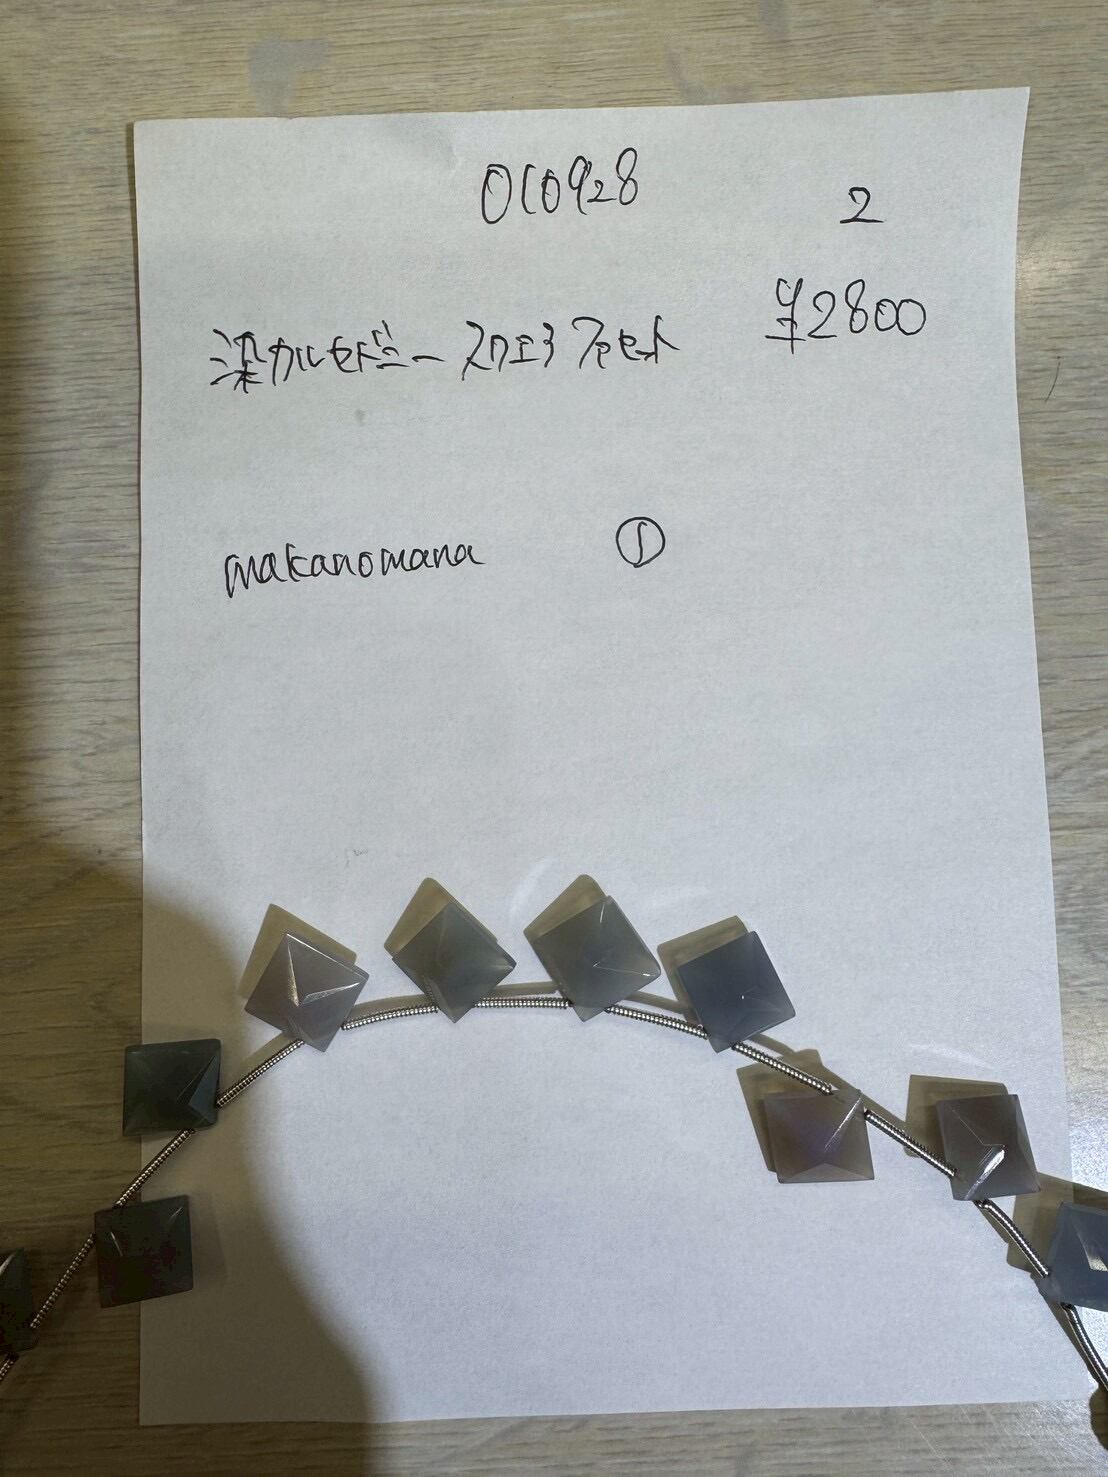 010928
2
染カルセドニー スクエア ファセット
¥2800
makanomana ①